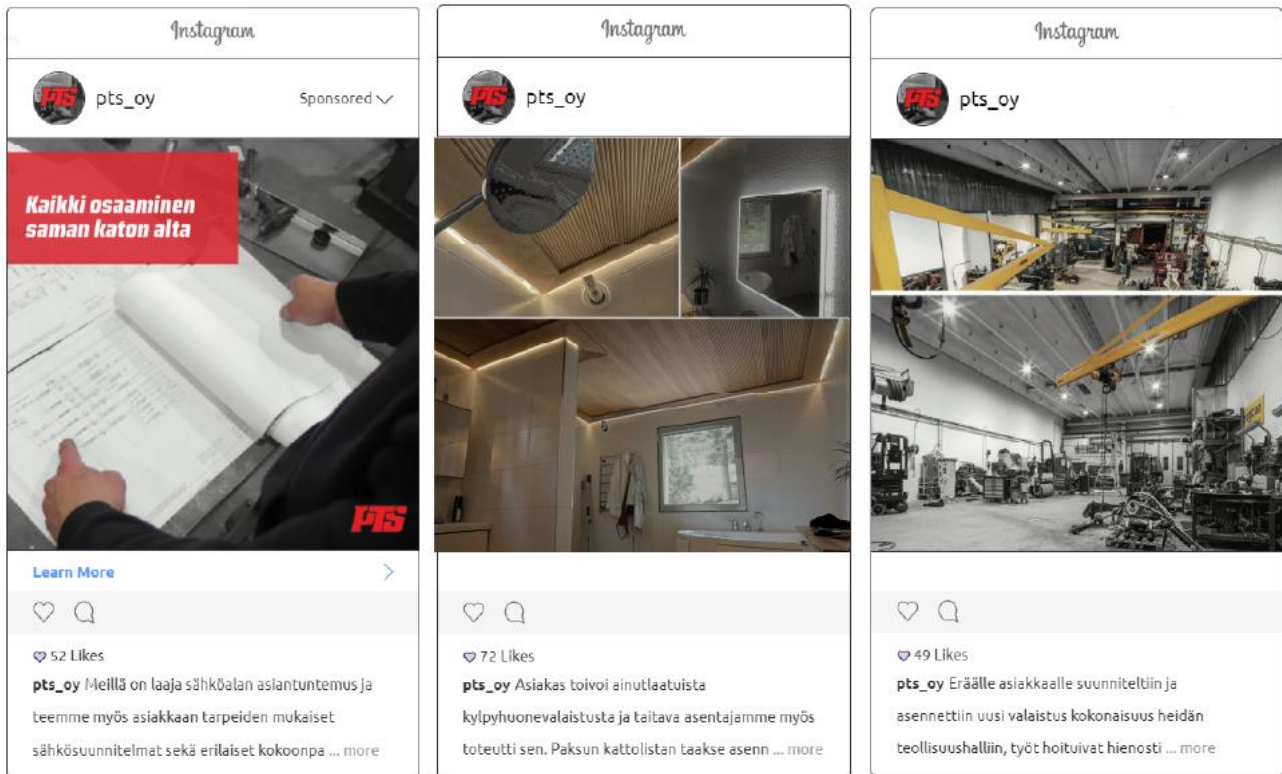 Instagram
PTS
pts_oy
Sponsored
Kaikki osaaminen
saman katon alta
PTS
Learn More
52 Likes
pts_oy Meillä on laaja sähköalan asiantuntemus ja
teemme myös asiakkaan tarpeiden mukaiset
sähkösuunnitelmat sekä erilaiset kokoonpa ... more
Instagram
PTS
pts_oy
72 Likes
pts_oy Asiakas toivoi ainutlaatuista
kylpyhuonevalaistusta ja taitava asentajamme myös
toteutti sen. Paksun kattolistan taakse asenn ... more
Instagram
PTS
pts_oy
49 Likes
pts_oy Eräälle asiakkaalle suunniteltiin ja
asennettiin uusi valaistus kokonaisuus heidän
teollisuushalliin, työt hoituivat hienosti ... more